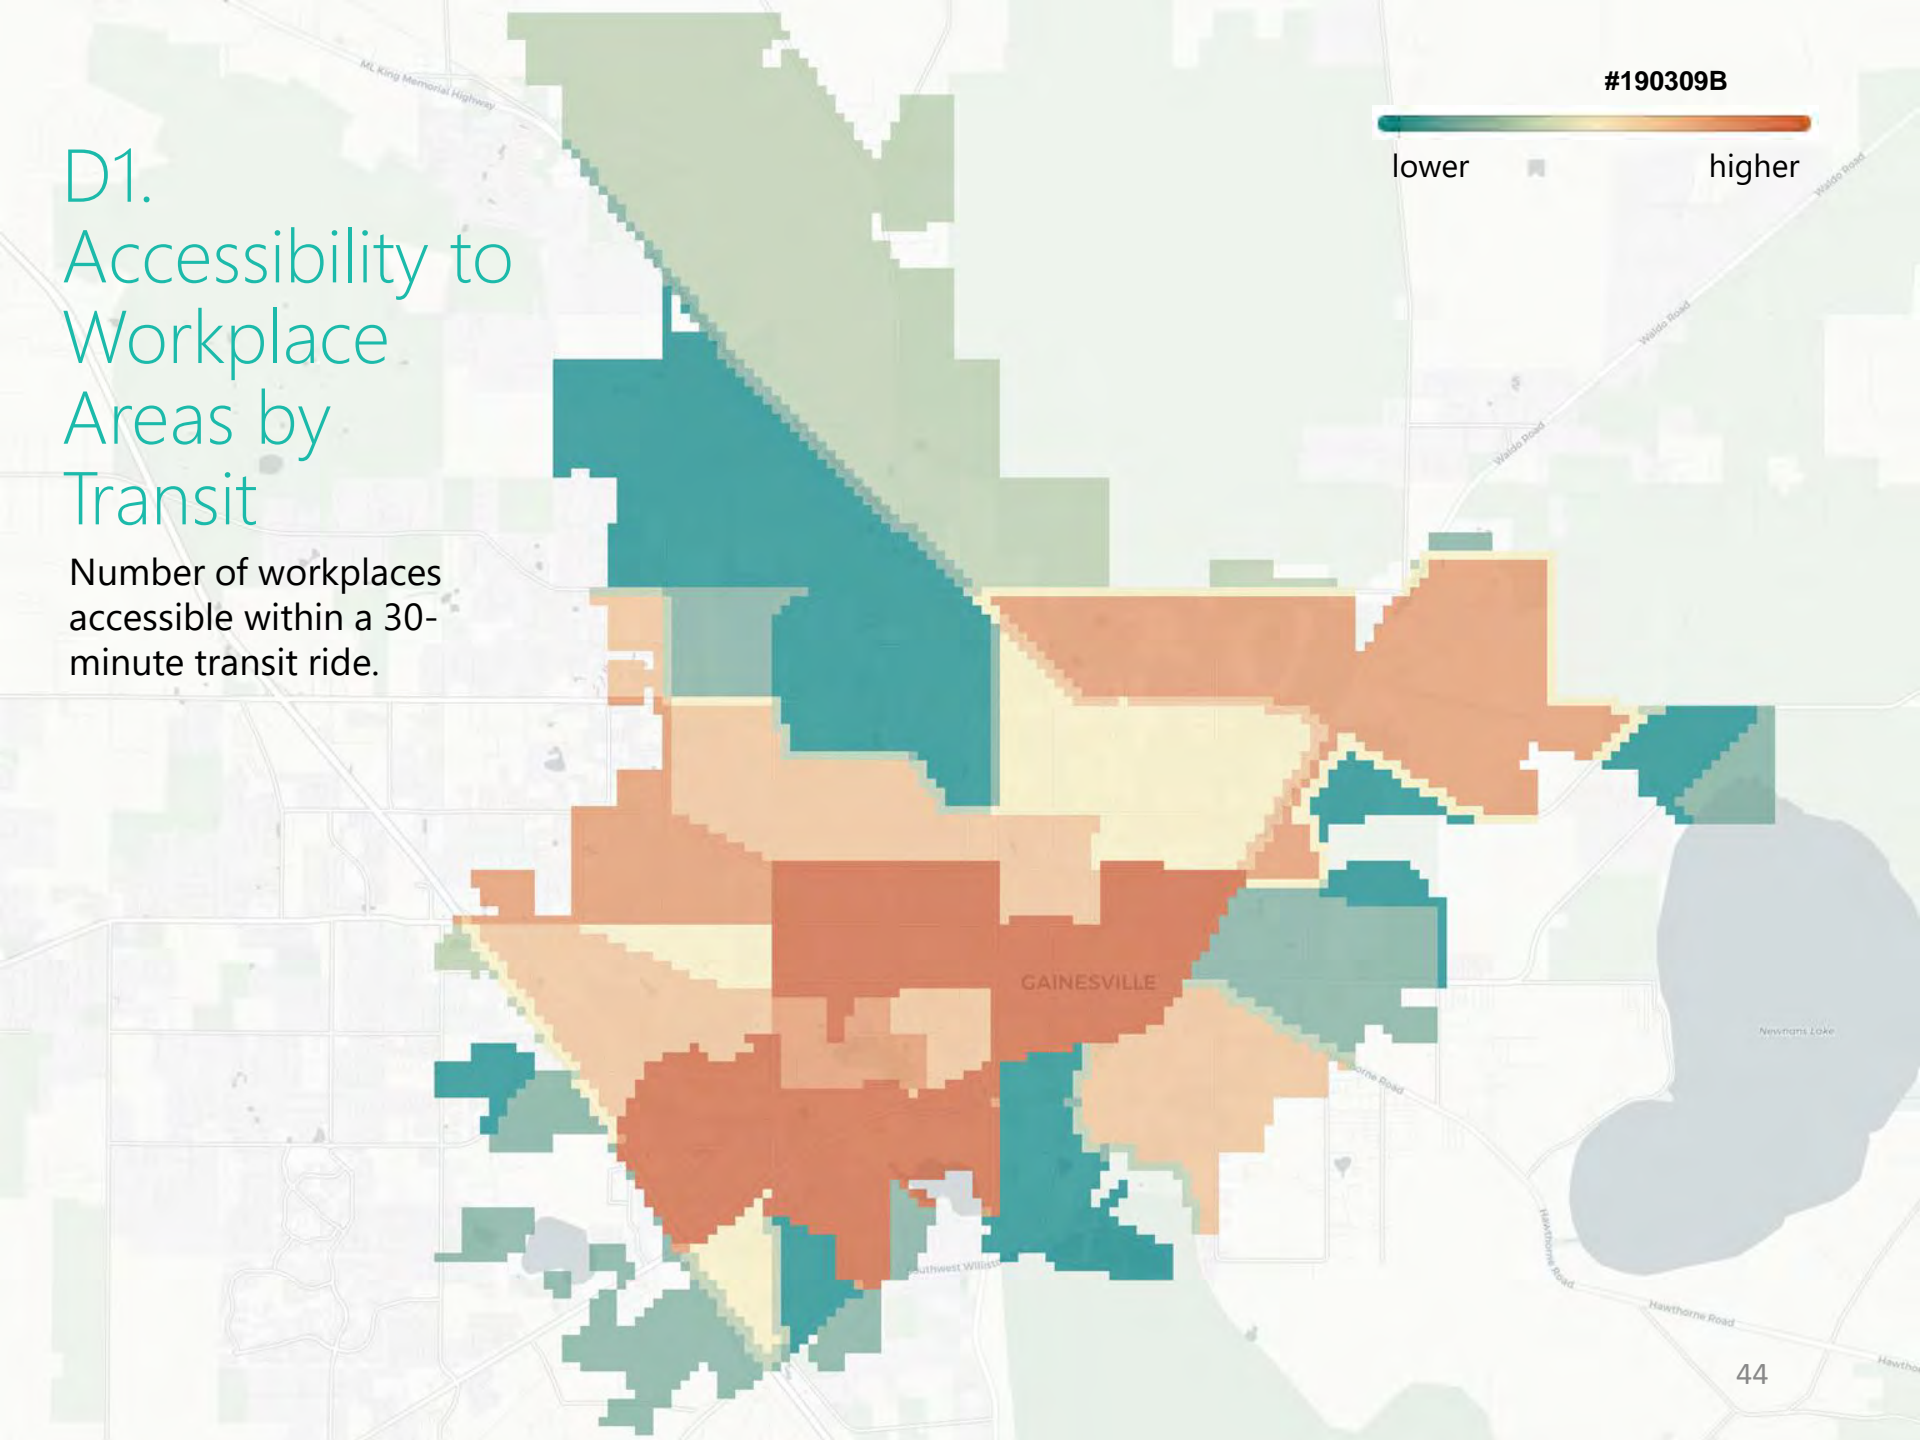 #190309B
lower
higher
D1.
Accessibility to
Workplace
Areas by
Transit
Number of workplaces
accessible within a 30-
minute transit ride.
ML King Memorial Highway
Waldo Road
Waldo Road
Waldo Road
GAINESVILLE
Newnans Lake
Road
Hawthorne Road
Hawthorne Road
44